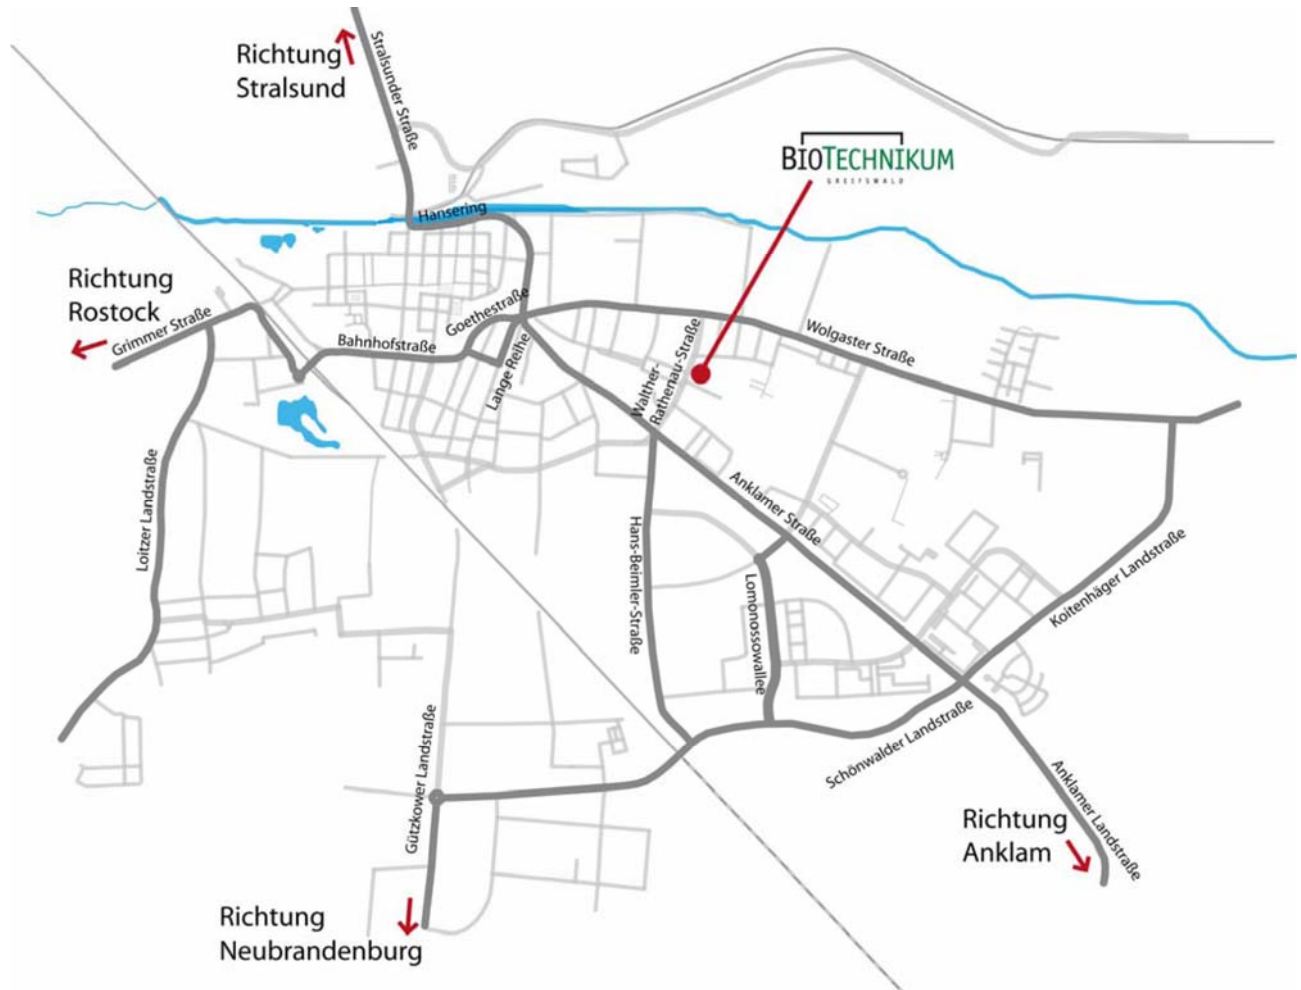 Richtung
Stralsund
Stralsunder Straße
BIOTECHNIKUM
GREIFSWALD
Hansering
Richtung
Rostock
Grimmer Straße
Bahnhofstraße
Goethestraße
Lange Reihe
Walther-
Rathenau-Straße
Wolgaster Straße
Loitzer Landstraße
Hans-Beimler-Straße
Anklamer Straße
Lomonossowallee
Koitenhäger Landstraße
Schönwalder Landstraße
Gützkower Landstraße
Anklamer Landstraße
Richtung
Anklam
Richtung
Neubrandenburg